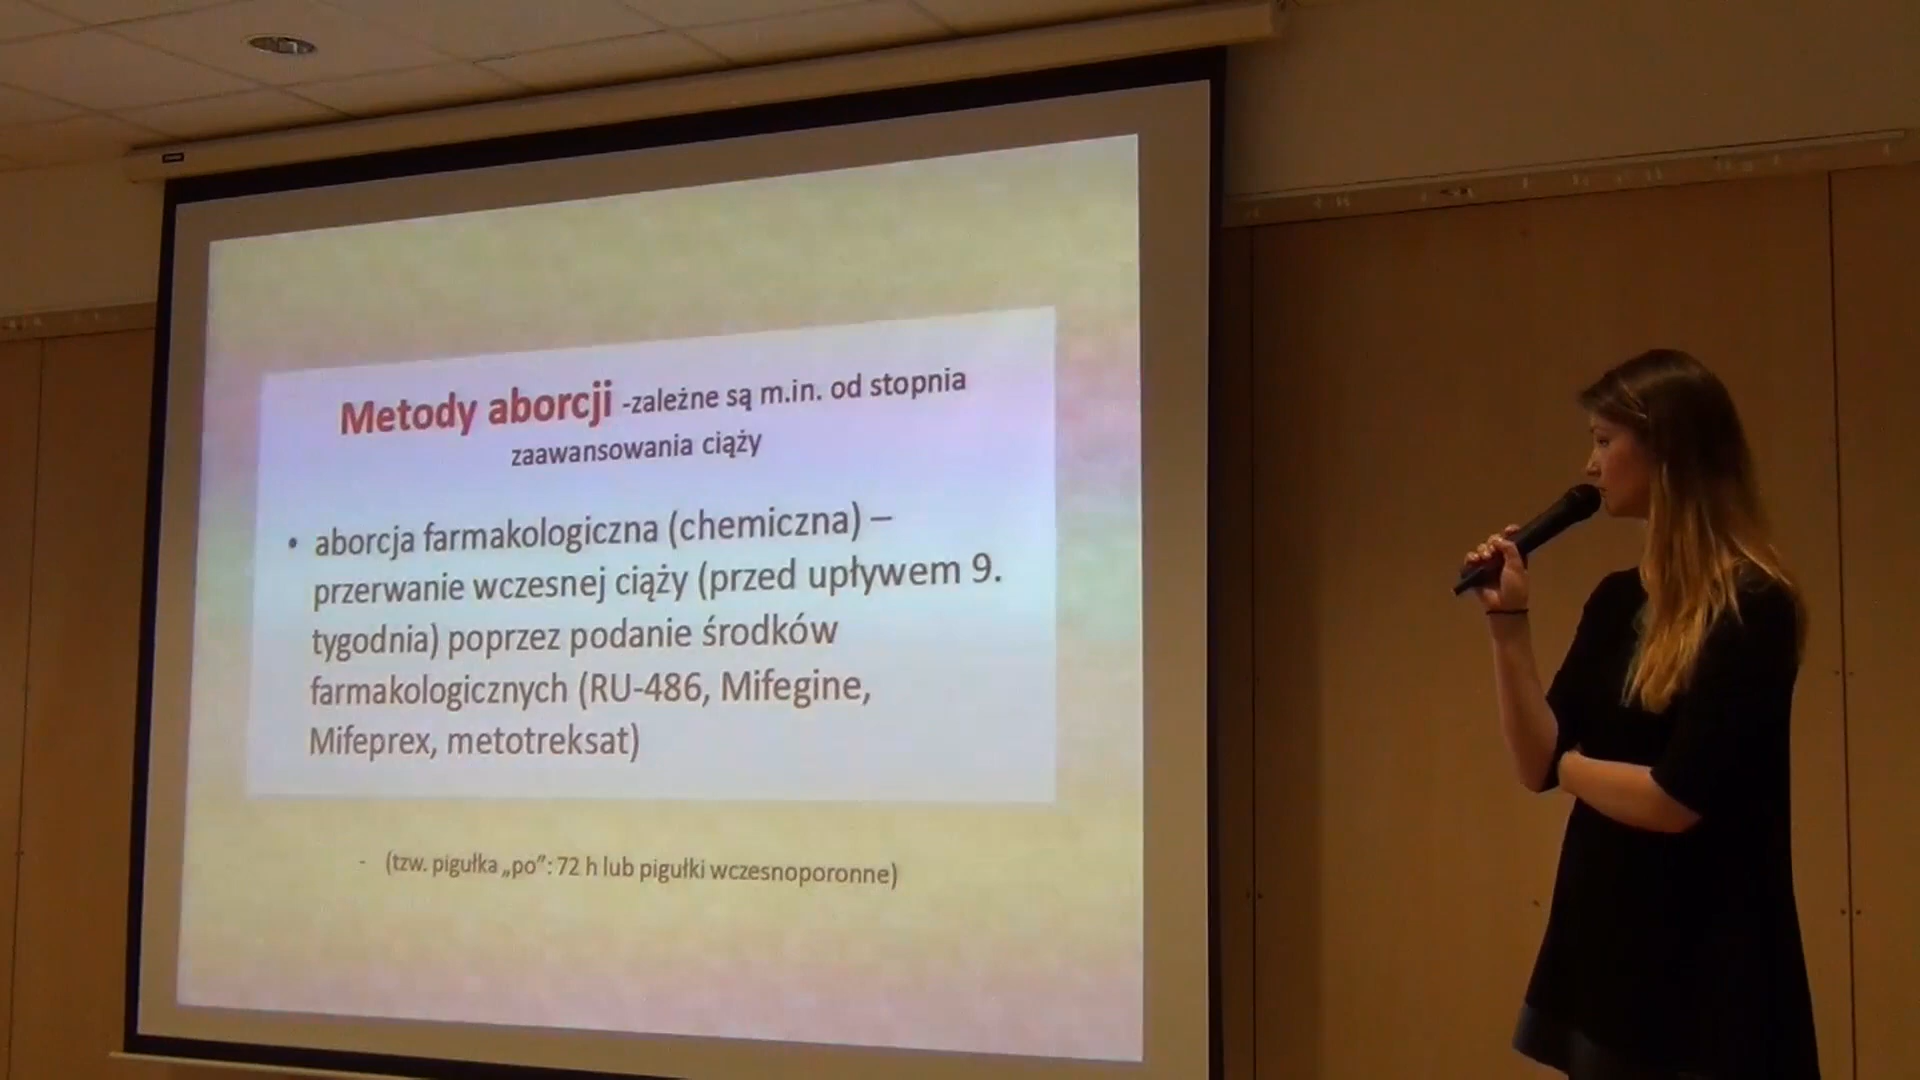 Metody aborcji -zależne są m.in. od stopnia
zaawansowania ciąży
• aborcja farmakologiczna (chemiczna) –
przerwanie wczesnej ciąży (przed upływem 9.
tygodnia) poprzez podanie środków
farmakologicznych (RU-486, Mifegine,
Mifeprex, metotreksat)
- (tzw. pigułka „po”: 72 h lub pigułki wczesnoporonne)